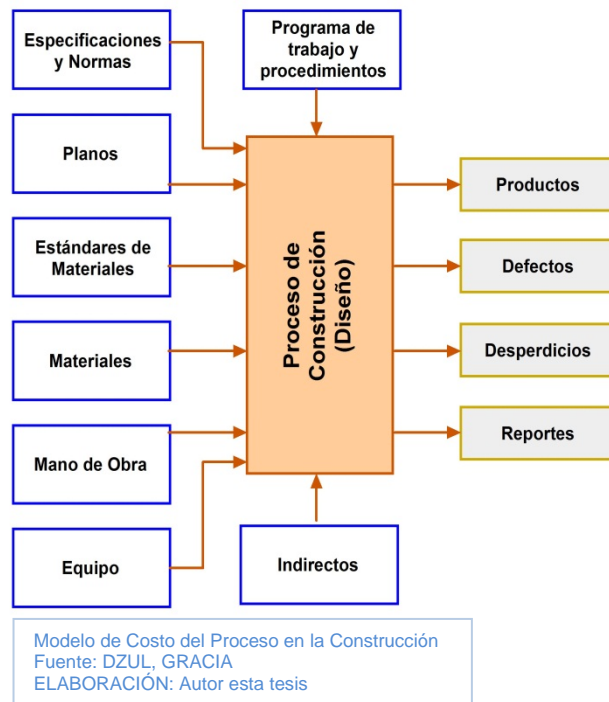 Especificaciones
y Normas
Programa de
trabajo y
procedimientos
Planos
Estándares de
Materiales
Materiales
Mano de Obra
Equipo
Proceso de
Construcción
(Diseño)
Indirectos
Productos
Defectos
Desperdicios
Reportes
Modelo de Costo del Proceso en la Construcción
Fuente: DZUL, GRACIA
ELABORACIÓN: Autor esta tesis